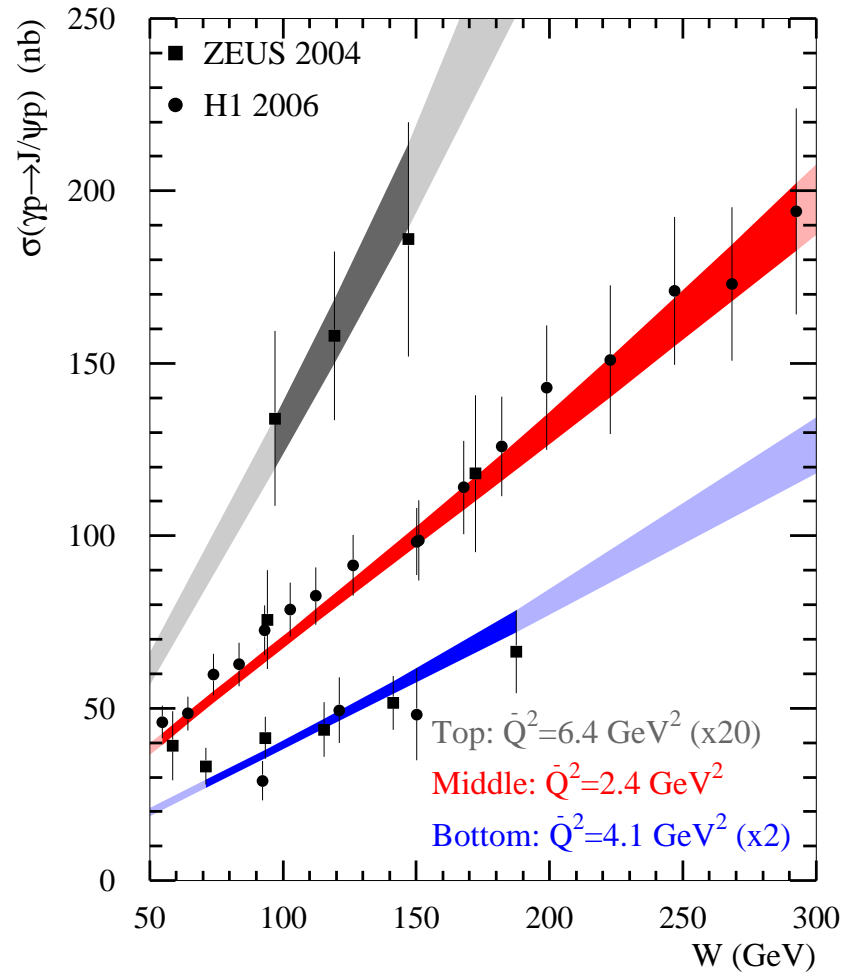 σ(γp→J/ψp) (nb)
250
200
150
100
50
0
ZEUS 2004
H1 2006
Top: Q̄²=6.4 GeV² (x20)
Middle: Q̄²=2.4 GeV²
Bottom: Q̄²=4.1 GeV² (x2)
50 100 150 200 250 300
W (GeV)